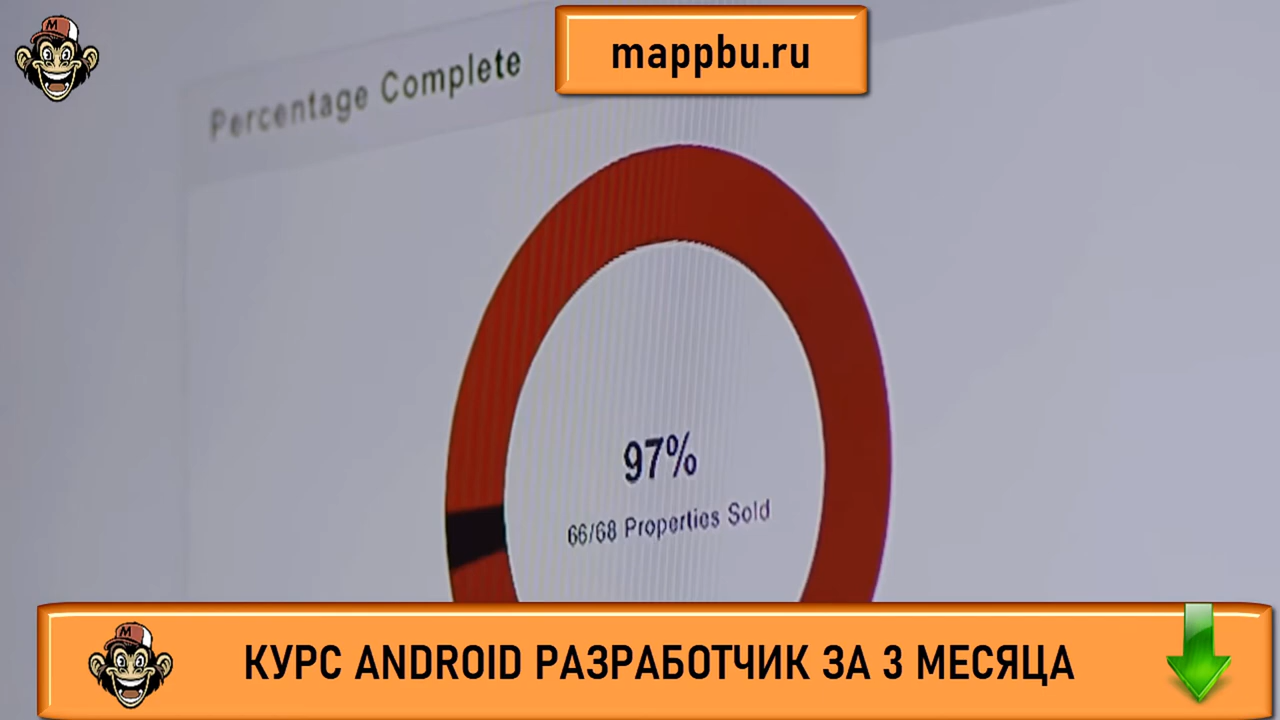 mappbu.ru
Percentage Complete
97%
66/68 Properties Sold
КУРС ANDROID РАЗРАБОТЧИК ЗА 3 МЕСЯЦА